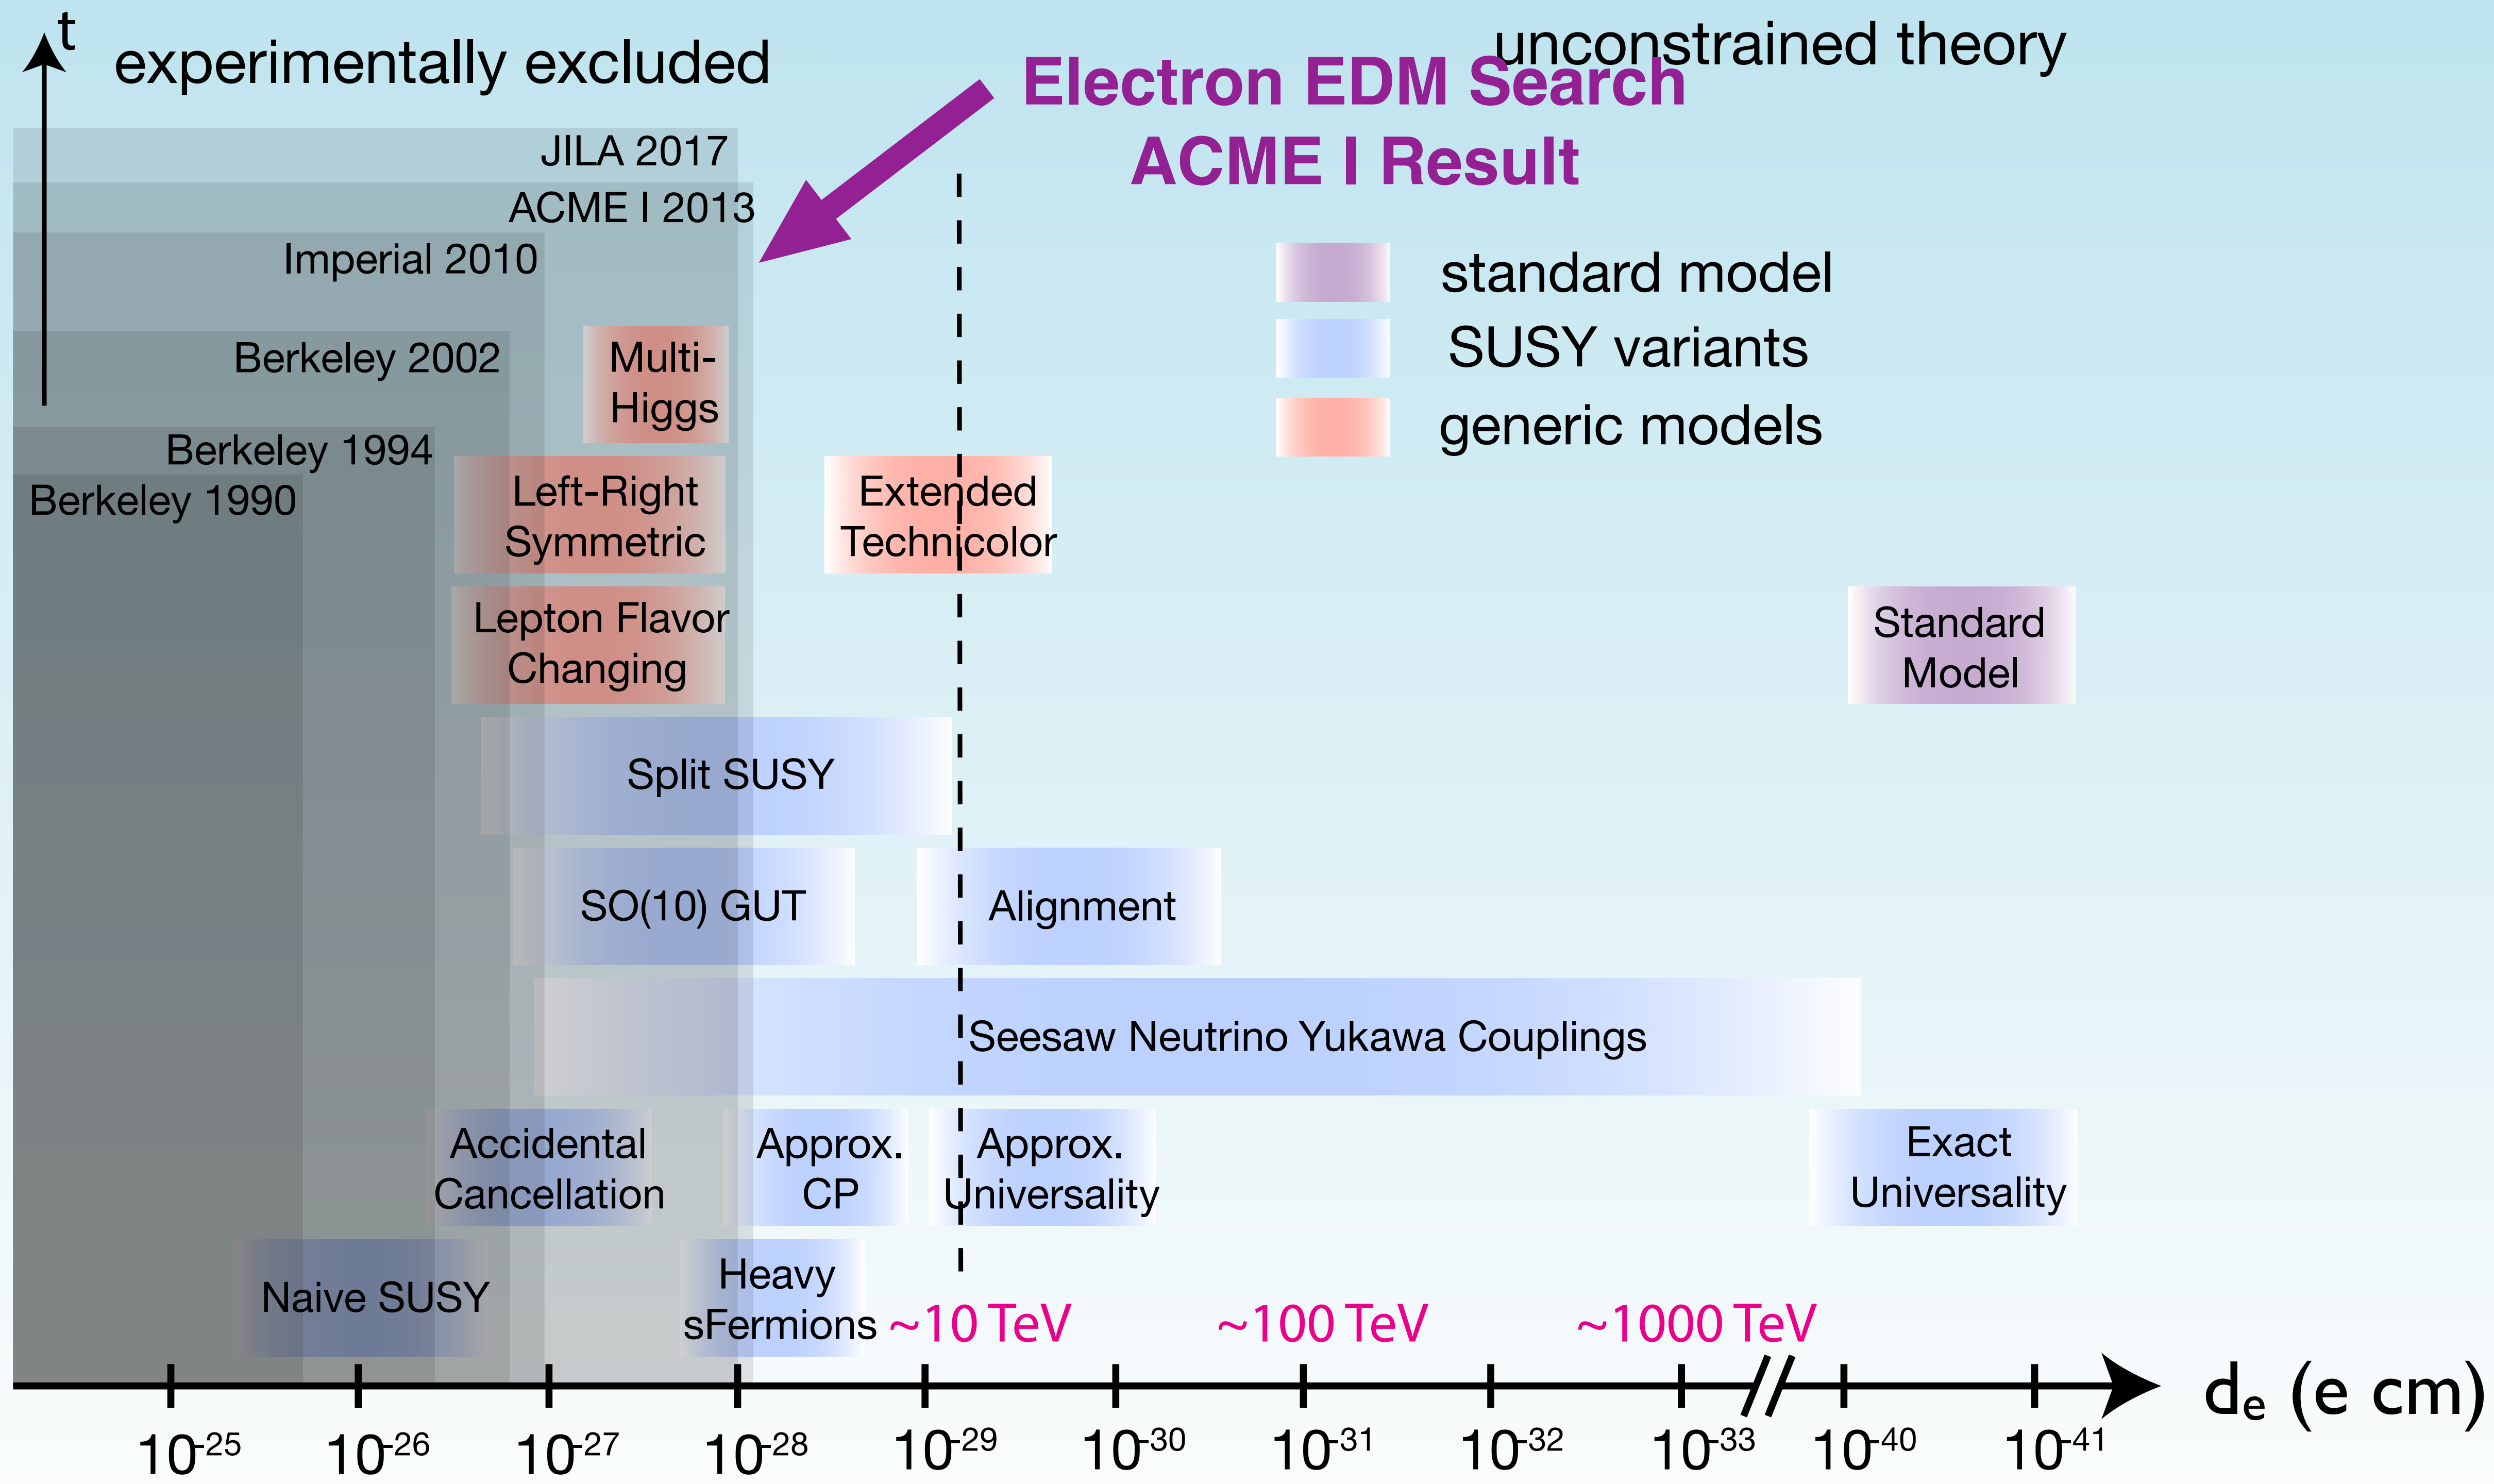 t
experimentally excluded
unconstrained theory
Electron EDM Search
ACME I Result
JILA 2017
ACME I 2013
Imperial 2010
Berkeley 2002
Berkeley 1994
Berkeley 1990
standard model
SUSY variants
generic models
Multi-
Higgs
Left-Right
Symmetric
Extended
Technicolor
Lepton Flavor
Changing
Standard
Model
Split SUSY
SO(10) GUT
Alignment
Seesaw Neutrino Yukawa Couplings
Accidental
Cancellation
Approx.
CP
Approx.
Universality
Exact
Universality
Naive SUSY
Heavy
sFermions
~10 TeV
~100 TeV
~1000 TeV
10⁻²⁵ 10⁻²⁶ 10⁻²⁷ 10⁻²⁸ 10⁻²⁹ 10⁻³⁰ 10⁻³¹ 10⁻³² 10⁻³³ 10⁻⁴⁰ 10⁻⁴¹
dₑ (e cm)